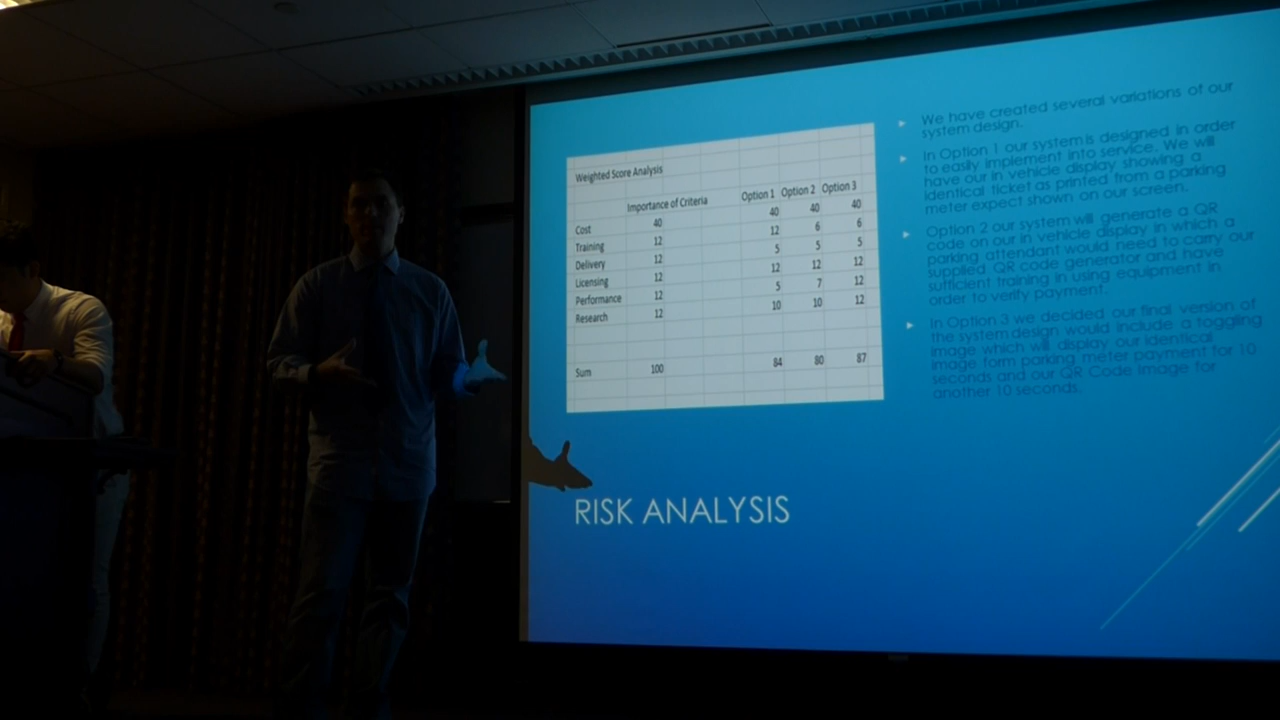 Weighted Score Analysis
Importance of Criteria Option 1 Option 2 Option 3
Cost 40 40 40 40
Training 12 12 6 6
Delivery 12 5 5 5
Licensing 12 12 12 12
Performance 12 5 7 12
Research 12 10 10 12
Sum 100 84 80 87
We have created several variations of our
system design.
In Option 1 our system is designed in order
to easily implement into service. We will
have our in vehicle display showing a
identical ticket as printed from a parking
meter expect shown on our screen.
Option 2 our system will generate a QR
code on our in vehicle display in which a
parking attendant would need to carry our
supplied QR code generator and have
sufficient training in using equipment in
order to verify payment.
In Option 3 we decided our final version of
the system design would include a toggling
image which will display our identical
image form parking meter payment for 10
seconds and our QR Code Image for
another 10 seconds.
RISK ANALYSIS